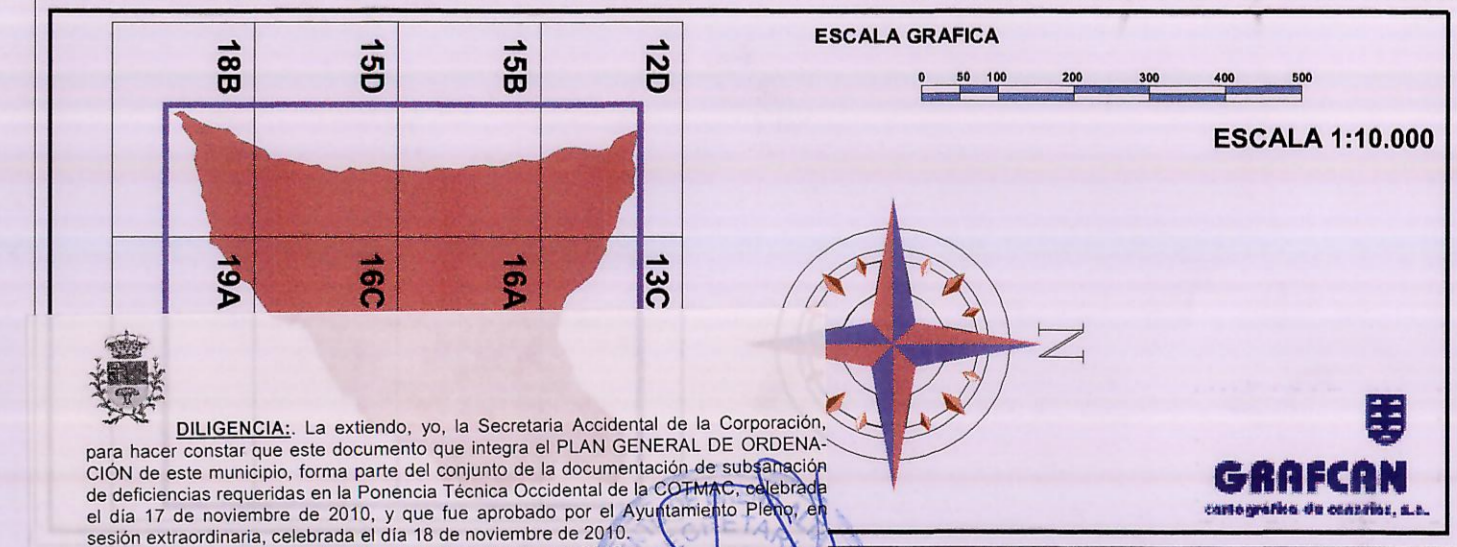 18B
15D
15B
12D
19A
16C
16A
13C
ESCALA GRAFICA
0 50 100 200 300 400 500
ESCALA 1:10.000
N
DILIGENCIA:. La extiendo, yo, la Secretaria Accidental de la Corporación,
para hacer constar que este documento que integra el PLAN GENERAL DE ORDENA-
CIÓN de este municipio, forma parte del conjunto de la documentación de subsanación
de deficiencias requeridas en la Ponencia Técnica Occidental de la COTMAC, celebrada
el día 17 de noviembre de 2010, y que fue aprobado por el Ayuntamiento Pleno, en
sesión extraordinaria, celebrada el día 18 de noviembre de 2010.
GRAFCAN
cartográfica de canarias, s.a.